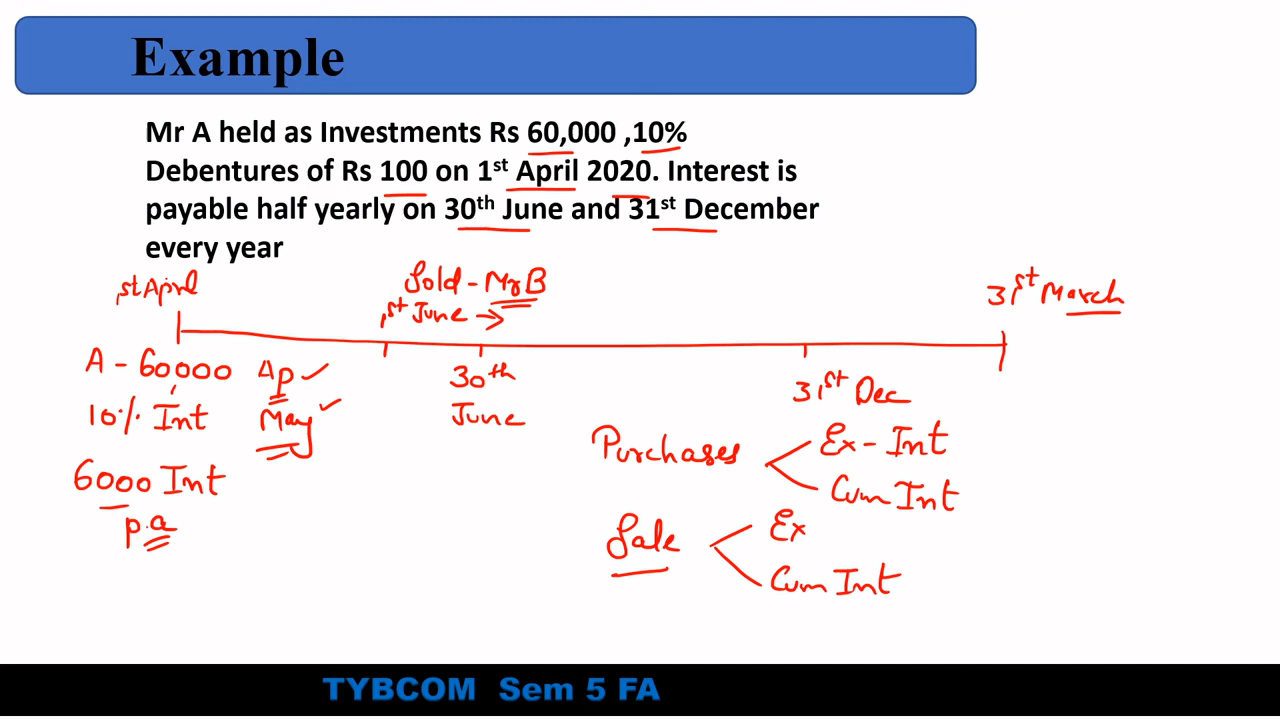 Example
Mr A held as Investments Rs 60,000 ,10%
Debentures of Rs 100 on 1st April 2020. Interest is
payable half yearly on 30th June and 31st December
every year
1st April
Sold - Mr B
1st June →
31st March
A - 60000 Ap ✓
10% Int May ✓
6000 Int
p.a
30th
June
31st Dec
Purchases
Ex - Int
Cum Int
Sale
Ex
Cum Int
TYBCOM Sem 5 FA